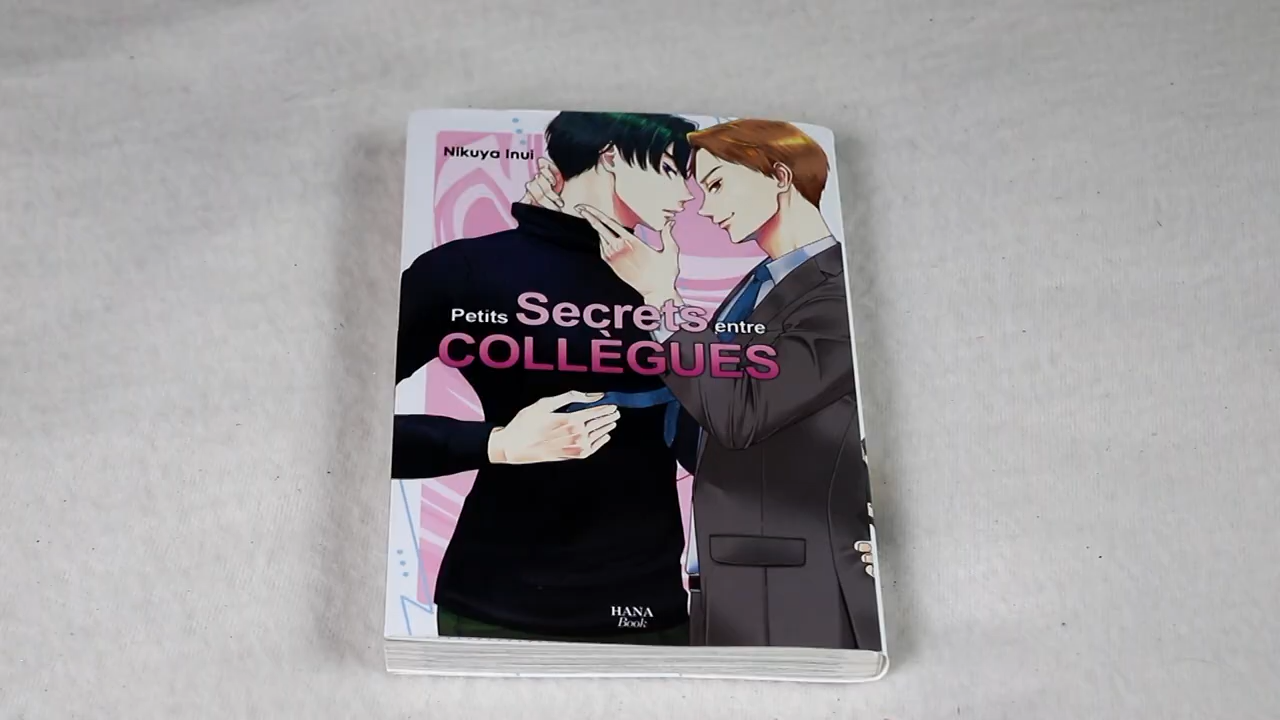 Nikuya Inui
Petits Secrets entre
COLLÈGUES
HANA
Book